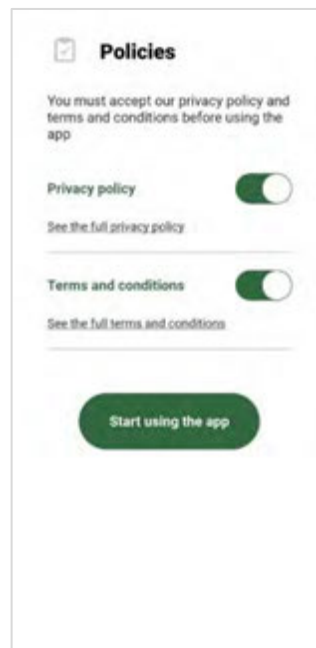 Policies
You must accept our privacy policy and
terms and conditions before using the
app
Privacy policy
See the full privacy policy
Terms and conditions
See the full terms and conditions
Start using the app